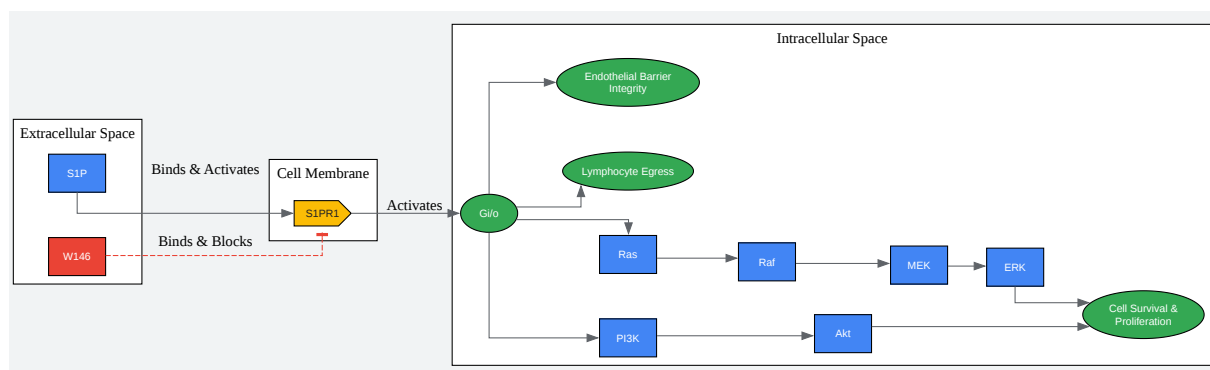 Intracellular Space
Endothelial Barrier
Integrity
Extracellular Space
S1P
Binds & Activates
Cell Membrane
Lymphocyte Egress
S1PR1
Activates
Gi/o
Binds & Blocks
W146
Ras
Raf
MEK
ERK
Cell Survival &
Proliferation
PI3K
Akt